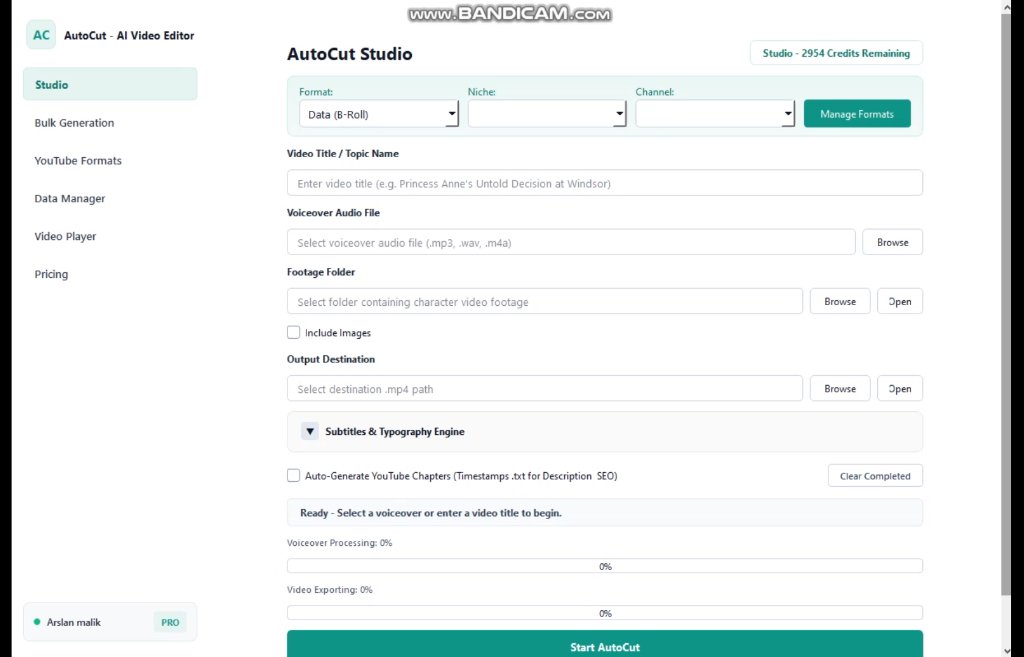 www.BANDICAM.com
AC AutoCut - AI Video Editor
Studio
Bulk Generation
YouTube Formats
Data Manager
Video Player
Pricing
Arslan malik PRO
AutoCut Studio
Studio - 2954 Credits Remaining
Format: Niche: Channel:
Data (B-Roll) Manage Formats
Video Title / Topic Name
Enter video title (e.g. Princess Anne's Untold Decision at Windsor)
Voiceover Audio File
Select voiceover audio file (.mp3, .wav, .m4a) Browse
Footage Folder
Select folder containing character video footage Browse Open
Include Images
Output Destination
Select destination .mp4 path Browse Open
▼ Subtitles & Typography Engine
Auto-Generate YouTube Chapters (Timestamps .txt for Description SEO) Clear Completed
Ready - Select a voiceover or enter a video title to begin.
Voiceover Processing: 0%
0%
Video Exporting: 0%
0%
Start AutoCut